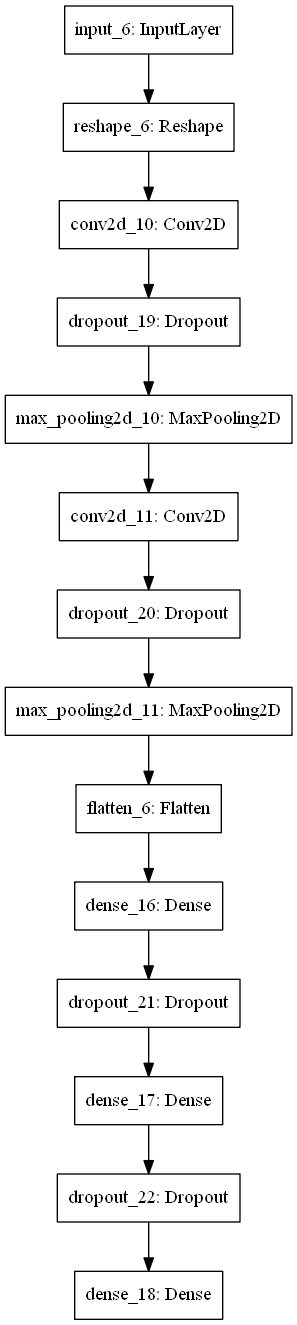 input_6: InputLayer
reshape_6: Reshape
conv2d_10: Conv2D
dropout_19: Dropout
max_pooling2d_10: MaxPooling2D
conv2d_11: Conv2D
dropout_20: Dropout
max_pooling2d_11: MaxPooling2D
flatten_6: Flatten
dense_16: Dense
dropout_21: Dropout
dense_17: Dense
dropout_22: Dropout
dense_18: Dense